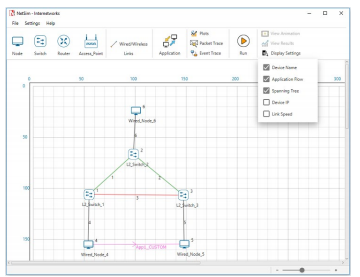 NetSim - Internetworks
File Settings Help
Node
Switch
Router
Access_Point
Wired/Wireless
Links
Application
Plots
Packet Trace
Event Trace
Run
View Animation
View Results
Display Settings
Device Name
Application Flow
Spanning Tree
Device IP
Link Speed
0 50 100 150 200 250 300
0
50
100
150
6
Wired_Node_6
6
2
L2_Switch_2
1
2
1
L2_Switch_1
3
3
L2_Switch_3
4
5
4
Wired_Node_4
App1_CUSTOM
5
Wired_Node_5